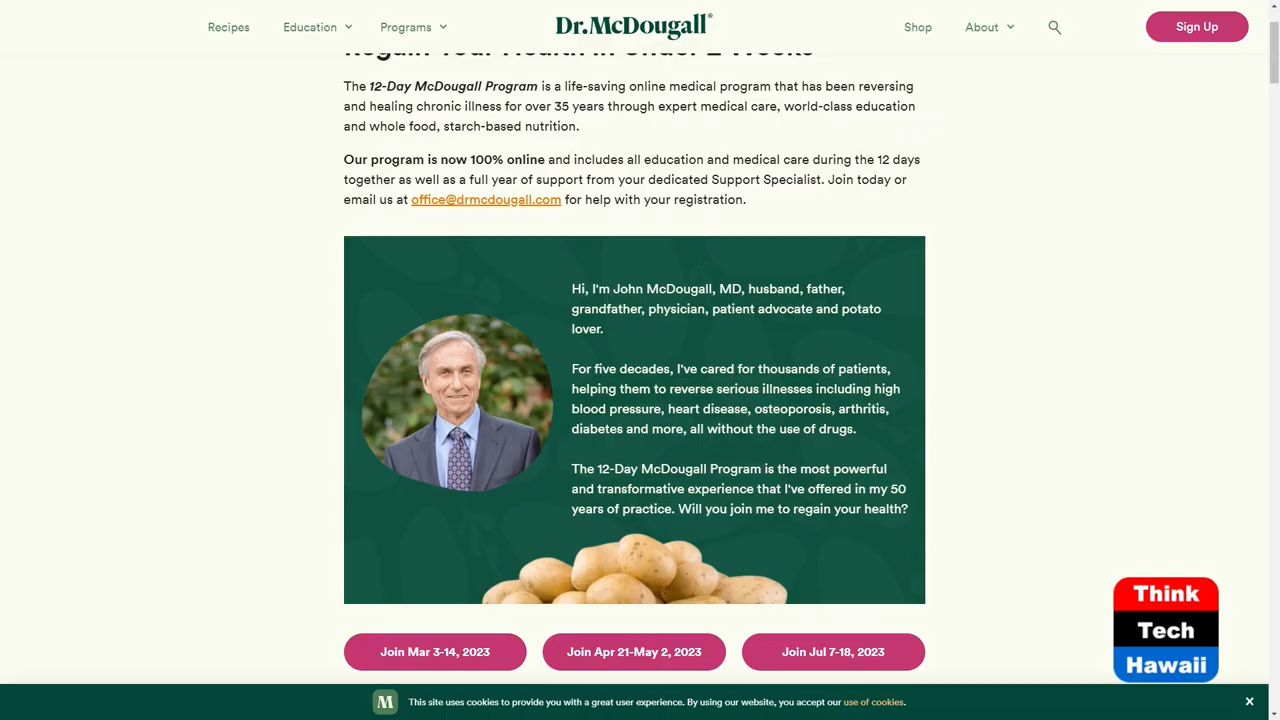 Recipes Education Programs Dr.McDougall® Shop About Sign Up
Regain Your Health in Under 2 Weeks
The 12-Day McDougall Program is a life-saving online medical program that has been reversing
and healing chronic illness for over 35 years through expert medical care, world-class education
and whole food, starch-based nutrition.
Our program is now 100% online and includes all education and medical care during the 12 days
together as well as a full year of support from your dedicated Support Specialist. Join today or
email us at office@drmcdougall.com for help with your registration.
Hi, I'm John McDougall, MD, husband, father,
grandfather, physician, patient advocate and potato
lover.
For five decades, I've cared for thousands of patients,
helping them to reverse serious illnesses including high
blood pressure, heart disease, osteoporosis, arthritis,
diabetes and more, all without the use of drugs.
The 12-Day McDougall Program is the most powerful
and transformative experience that I've offered in my 50
years of practice. Will you join me to regain your health?
Join Mar 3-14, 2023
Join Apr 21-May 2, 2023
Join Jul 7-18, 2023
Think
Tech
Hawaii
M This site uses cookies to provide you with a great user experience. By using our website, you accept our use of cookies.